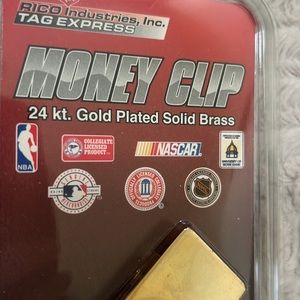 RICO Industries, Inc.
TAG EXPRESS
MONEY CLIP
24 kt. Gold Plated Solid Brass
NBA
COLLEGIATE
LICENSED
PRODUCT
NASCAR